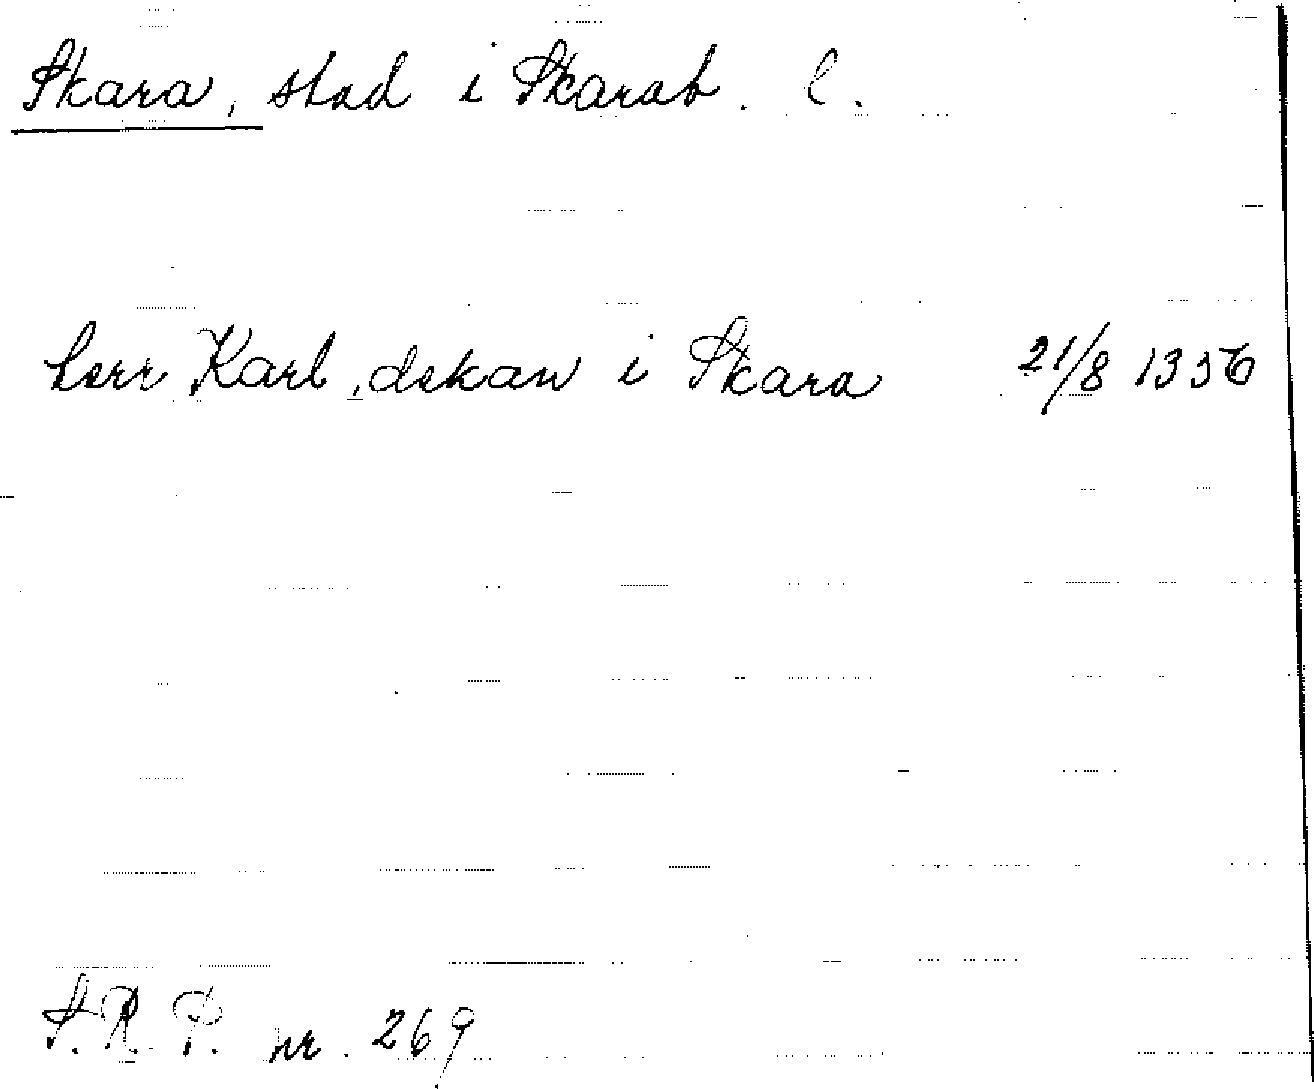 Skara, stad i Skarab. l.
herr Karl, dekan i Skara 21/8 1356
S.R.P. nr. 269